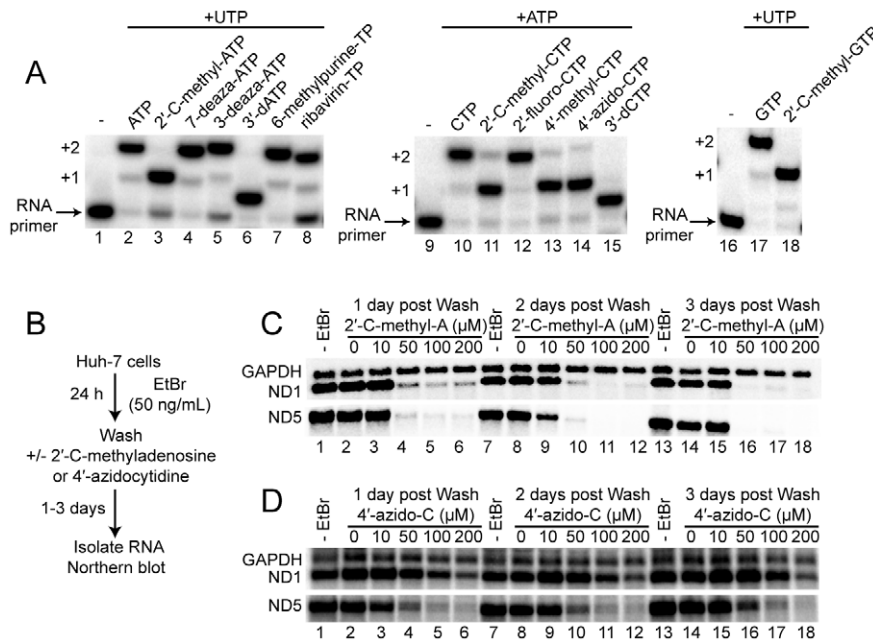 A
+UTP
- ATP 2′-C-methyl-ATP 7-deaza-ATP 3-deaza-ATP 3′-dATP 6-methylpurine-TP ribavirin-TP
+2
+1
RNA primer
1 2 3 4 5 6 7 8
+ATP
- CTP 2′-C-methyl-CTP 2′-fluoro-CTP 4′-methyl-CTP 4′-azido-CTP 3′-dCTP
+2
+1
RNA primer
9 10 11 12 13 14 15
+UTP
- GTP 2′-C-methyl-GTP
+2
+1
RNA primer
16 17 18
B
Huh-7 cells
24 h EtBr
(50 ng/mL)
Wash
+/- 2′-C-methyladenosine
or 4′-azidocytidine
1-3 days
Isolate RNA
Northern blot
C
1 day post Wash 2 days post Wash 3 days post Wash
2′-C-methyl-A (µM) 2′-C-methyl-A (µM) 2′-C-methyl-A (µM)
- EtBr 0 10 50 100 200 - EtBr 0 10 50 100 200 - EtBr 0 10 50 100 200
GAPDH
ND1
ND5
1 2 3 4 5 6 7 8 9 10 11 12 13 14 15 16 17 18
D
1 day post Wash 2 days post Wash 3 days post Wash
4′-azido-C (µM) 4′-azido-C (µM) 4′-azido-C (µM)
- EtBr 0 10 50 100 200 - EtBr 0 10 50 100 200 - EtBr 0 10 50 100 200
GAPDH
ND1
ND5
1 2 3 4 5 6 7 8 9 10 11 12 13 14 15 16 17 18